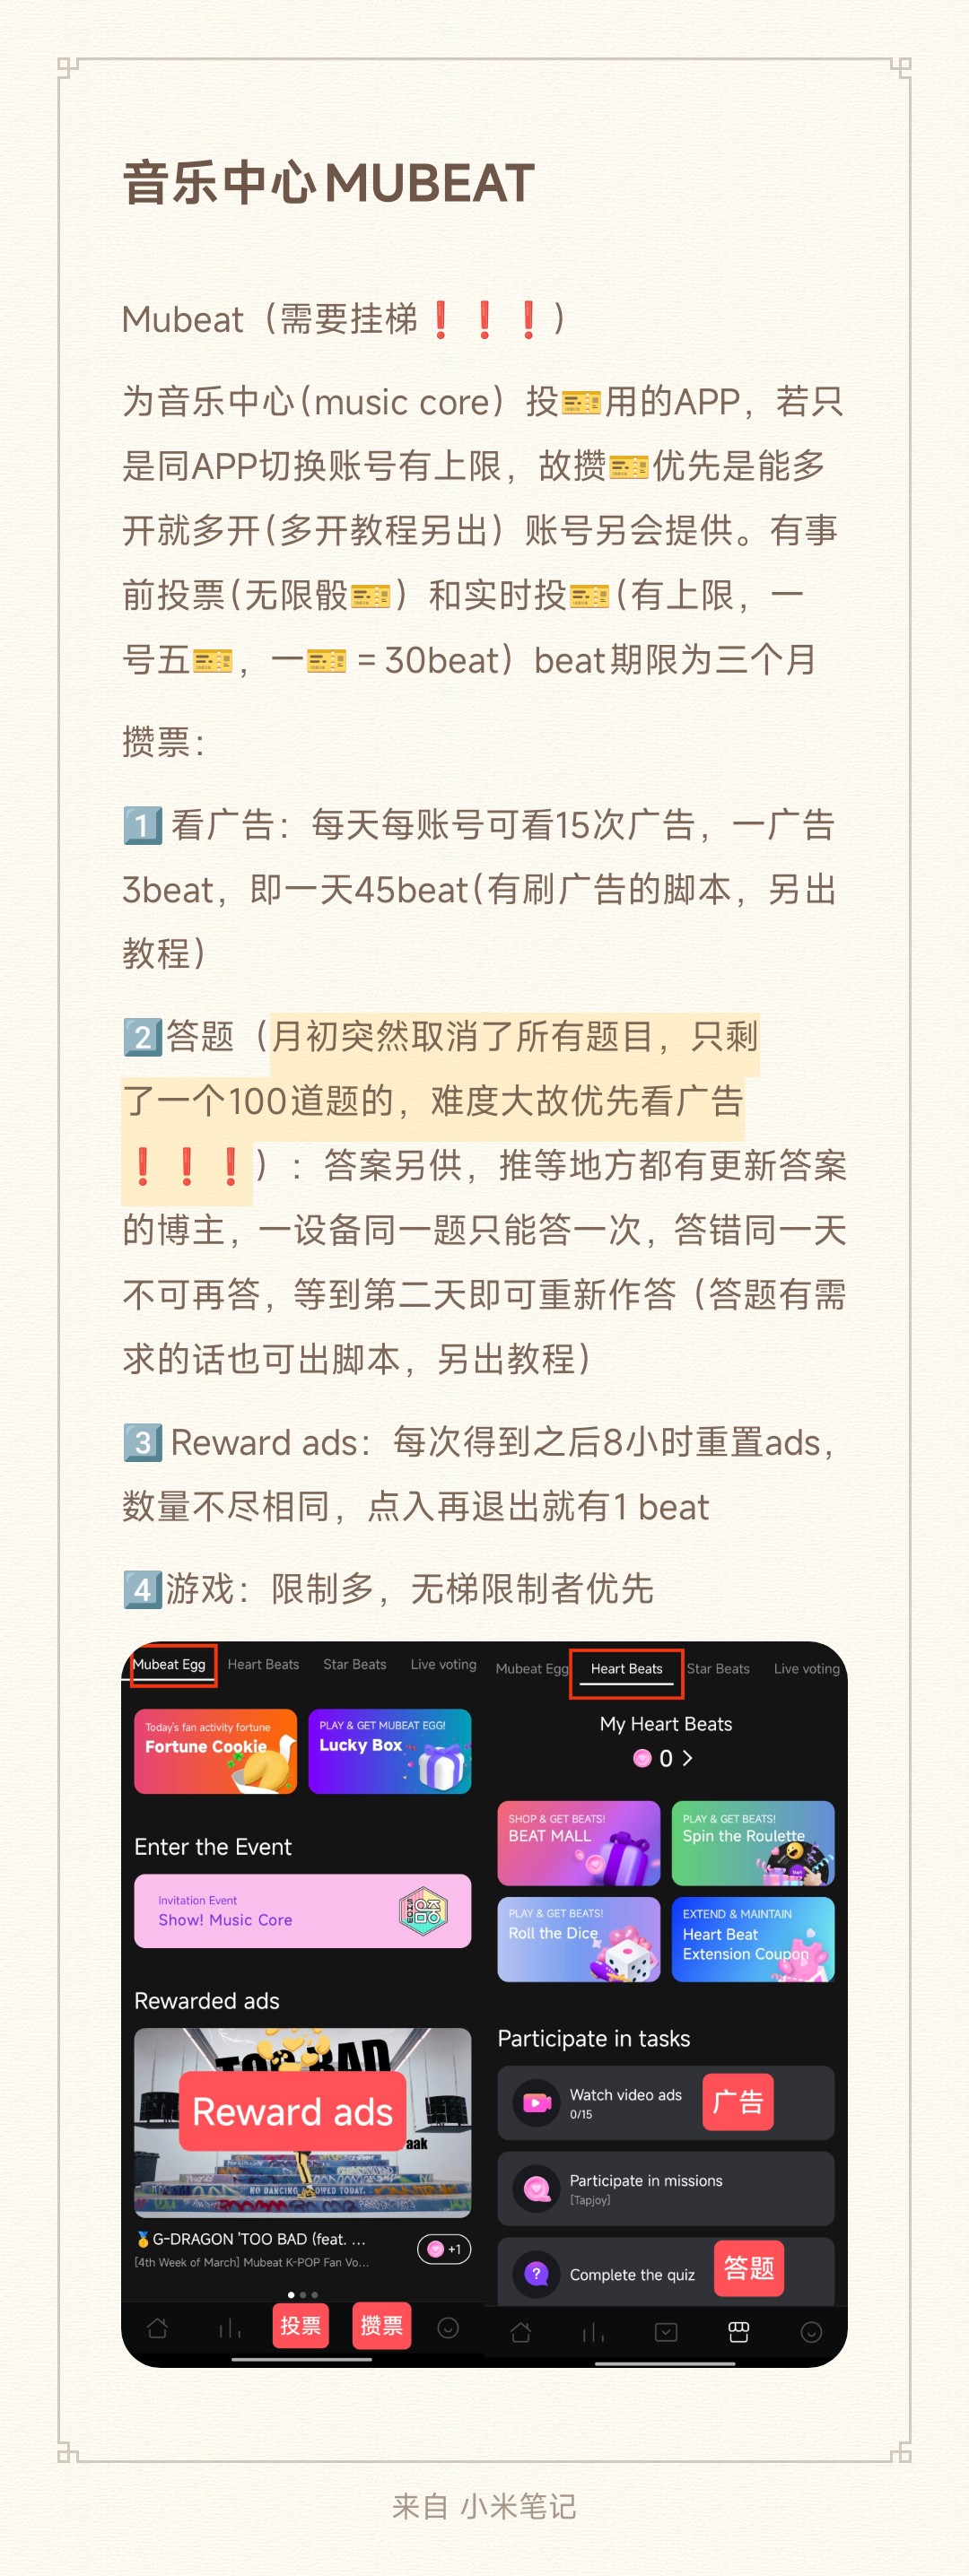 音乐中心MUBEAT
Mubeat（需要挂梯❗❗❗）
为音乐中心(music core）投🎫用的APP，若只
是同APP切换账号有上限，故攒🎫优先是能多
开就多开(多开教程另出）账号另会提供。有事
前投票(无限骰🎫）和实时投🎫(有上限，一
号五🎫，一🎫 = 30beat）beat期限为三个月
攒票：
1️⃣ 看广告：每天每账号可看15次广告，一广告
3beat，即一天45beat(有刷广告的脚本，另出
教程）
2️⃣答题（月初突然取消了所有题目，只剩
了一个100道题的，难度大故优先看广告
❗❗❗）：答案另供，推等地方都有更新答案
的博主，一设备同一题只能答一次，答错同一天
不可再答，等到第二天即可重新作答（答题有需
求的话也可出脚本，另出教程）
3️⃣ Reward ads：每次得到之后8小时重置ads，
数量不尽相同，点入再退出就有1 beat
4️⃣游戏：限制多，无梯限制者优先
Mubeat Egg Heart Beats Star Beats Live voting
Today's fan activity fortune
Fortune Cookie
PLAY & GET MUBEAT EGG!
Lucky Box
Enter the Event
Invitation Event
Show! Music Core
Rewarded ads
TOO BAD
Reward ads
aak
NO DANCING ALLOWED TODAY.
🏅G-DRAGON 'TOO BAD (feat. ...
[4th Week of March] Mubeat K-POP Fan Vo...
+1
投票
攒票
Mubeat Egg Heart Beats Star Beats Live voting
My Heart Beats
0 >
SHOP & GET BEATS!
BEAT MALL
PLAY & GET BEATS!
Spin the Roulette
PLAY & GET BEATS!
Roll the Dice
EXTEND & MAINTAIN
Heart Beat
Extension Coupon
Participate in tasks
Watch video ads
0/15
广告
Participate in missions
[Tapjoy]
Complete the quiz
答题
来自 小米笔记